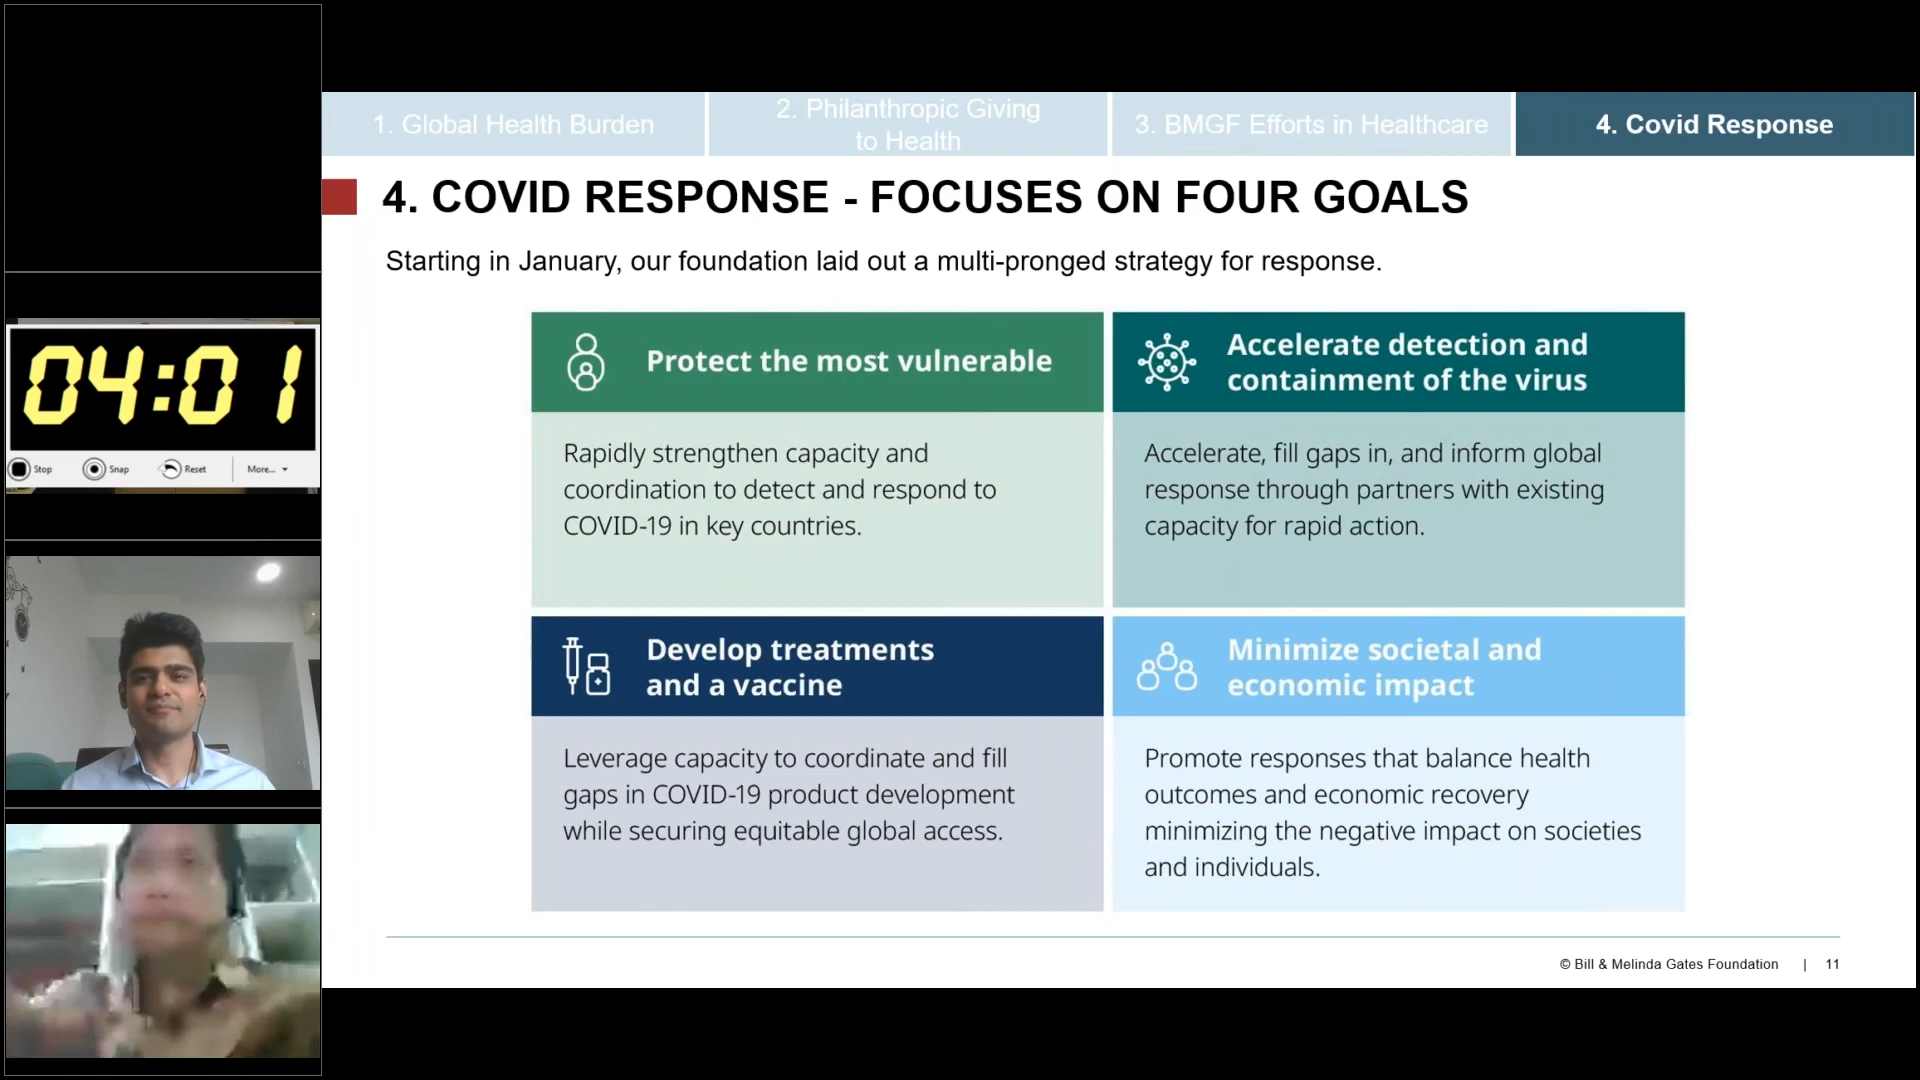 1. Global Health Burden
2. Philanthropic Giving
to Health
3. BMGF Efforts in Healthcare
4. Covid Response
4. COVID RESPONSE - FOCUSES ON FOUR GOALS
Starting in January, our foundation laid out a multi-pronged strategy for response.
Protect the most vulnerable
Rapidly strengthen capacity and
coordination to detect and respond to
COVID-19 in key countries.
Accelerate detection and
containment of the virus
Accelerate, fill gaps in, and inform global
response through partners with existing
capacity for rapid action.
Develop treatments
and a vaccine
Leverage capacity to coordinate and fill
gaps in COVID-19 product development
while securing equitable global access.
Minimize societal and
economic impact
Promote responses that balance health
outcomes and economic recovery
minimizing the negative impact on societies
and individuals.
© Bill & Melinda Gates Foundation | 11
04:01
Stop Snap Reset More...